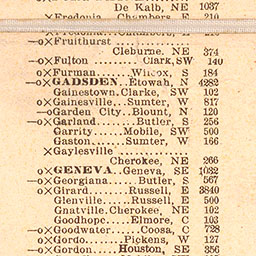 De Kalb, NE 1037
×Fredonia..Chambers, E 210
—o×Fruithurst
Cleburne, NE 374
—o×Fulton ........ Clark, SW 140
o×Furman......Wilcox, S 184
—o×GADSDEN..Etowah, N 4282
Gainestown.Clarke, SW 102
o×Gainesville...Sumter, W 817
—oGarden City..Blount, N 120
—o×Garland......Butler, S 256
Garrity......Mobile, SW 500
Gaston.......Sumter, W 166
×Gaylesville
Cherokee, NE 266
o×GENEVA..Geneva, SE 1032
—o×Georgiana.....Butler, S 567
o×Girard.......Russell, E 3840
Glenville.....Russell, E 500
Gnatville.Cherokee, NE 102
Goodhope.....Elmore, C 103
—o×Goodwater.....Coosa, C 728
—o×Gordo........Pickens, W 127
—o×Gordon.....Houston, SE 356